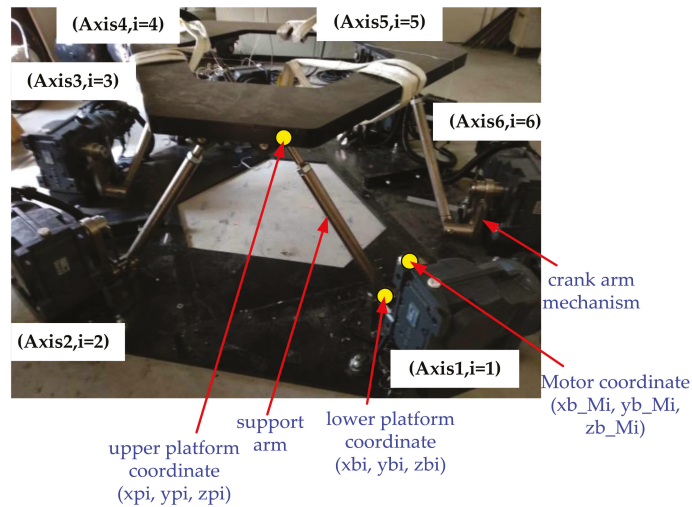 (Axis4,i=4)
(Axis5,i=5)
(Axis3,i=3)
(Axis6,i=6)
crank arm
mechanism
(Axis2,i=2)
(Axis1,i=1)
Motor coordinate
(xb_Mi, yb_Mi,
zb_Mi)
support
arm
lower platform
coordinate
(xbi, ybi, zbi)
upper platform
coordinate
(xpi, ypi, zpi)